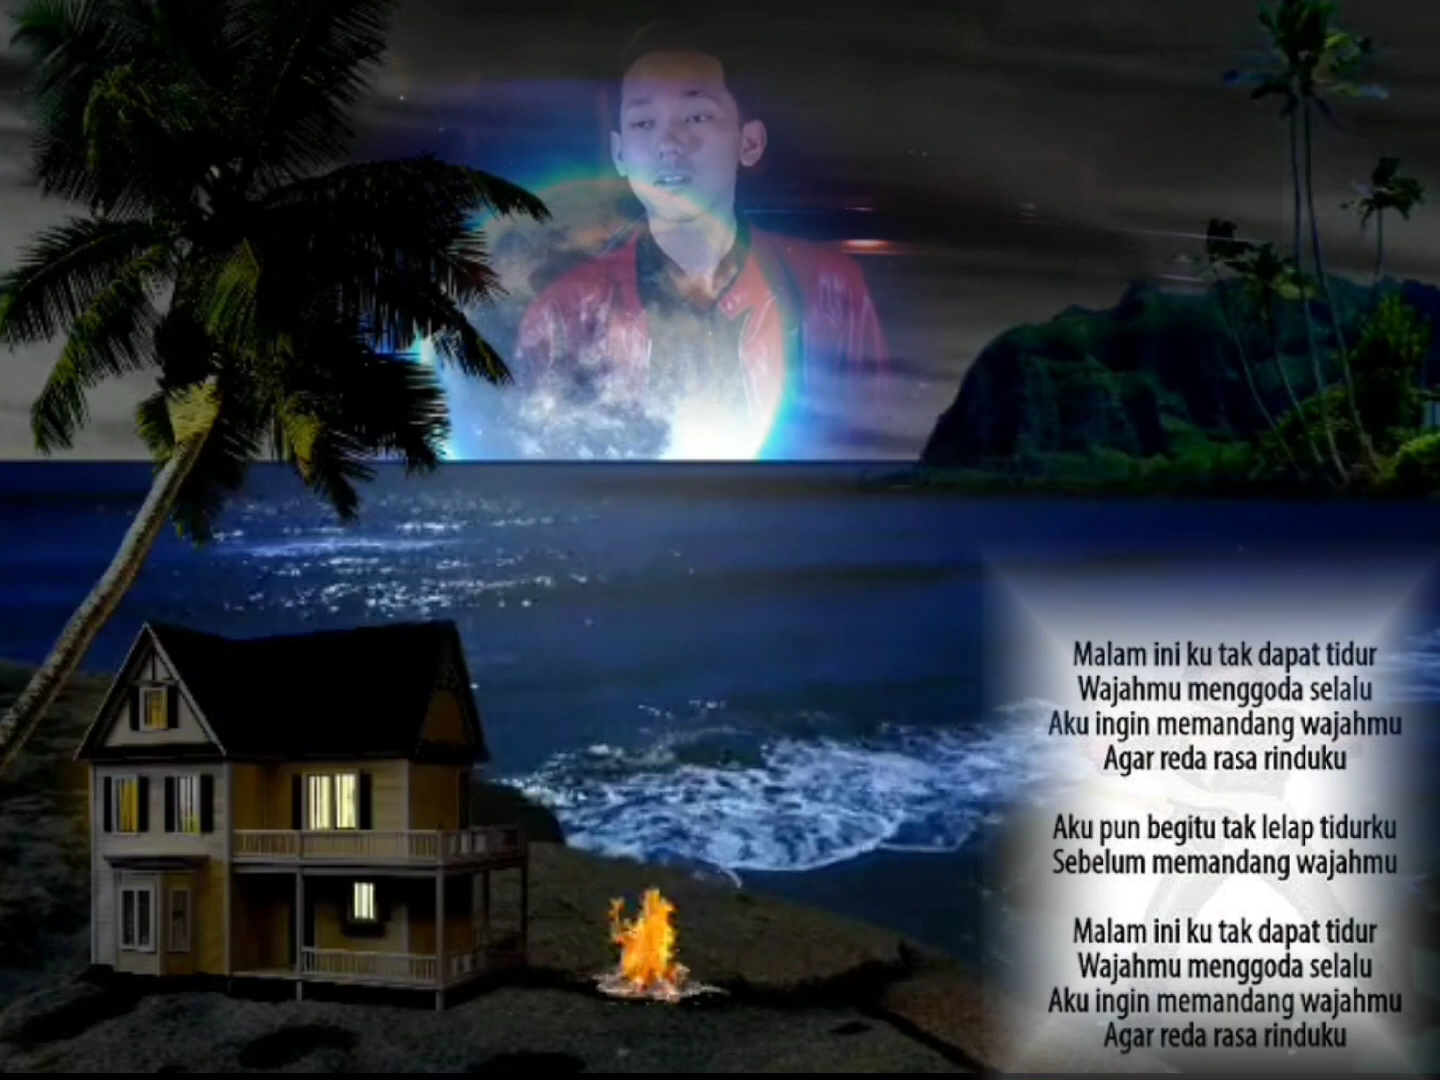 Malam ini ku tak dapat tidur
Wajahmu menggoda selalu
Aku ingin memandang wajahmu
Agar reda rasa rinduku
Aku pun begitu tak lelap tidurku
Sebelum memandang wajahmu
Malam ini ku tak dapat tidur
Wajahmu menggoda selalu
Aku ingin memandang wajahmu
Agar reda rasa rinduku